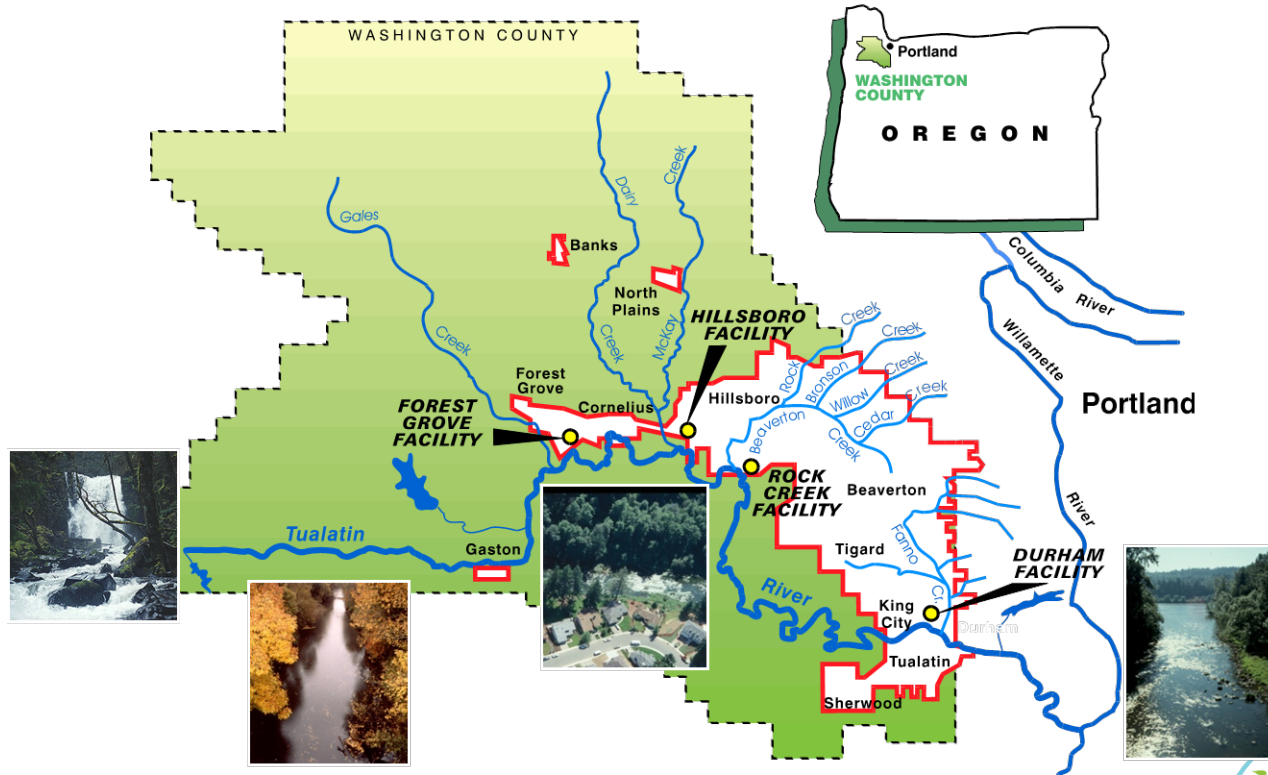 WASHINGTON COUNTY
Portland
WASHINGTON
COUNTY
OREGON
Gales
Creek
Dairy
Creek
McKay
Creek
Banks
North
Plains
HILLSBORO
FACILITY
Columbia River
Willamette
River
Portland
Forest
Grove
Cornelius
Hillsboro
FOREST
GROVE
FACILITY
Rock
Creek
Bronson
Creek
Willow
Creek
Cedar
Creek
Beaverton
Creek
ROCK
CREEK
FACILITY
Beaverton
Tualatin
River
Gaston
Tigard
Fanno
Cr.
DURHAM
FACILITY
King
City
Durham
Tualatin
Sherwood